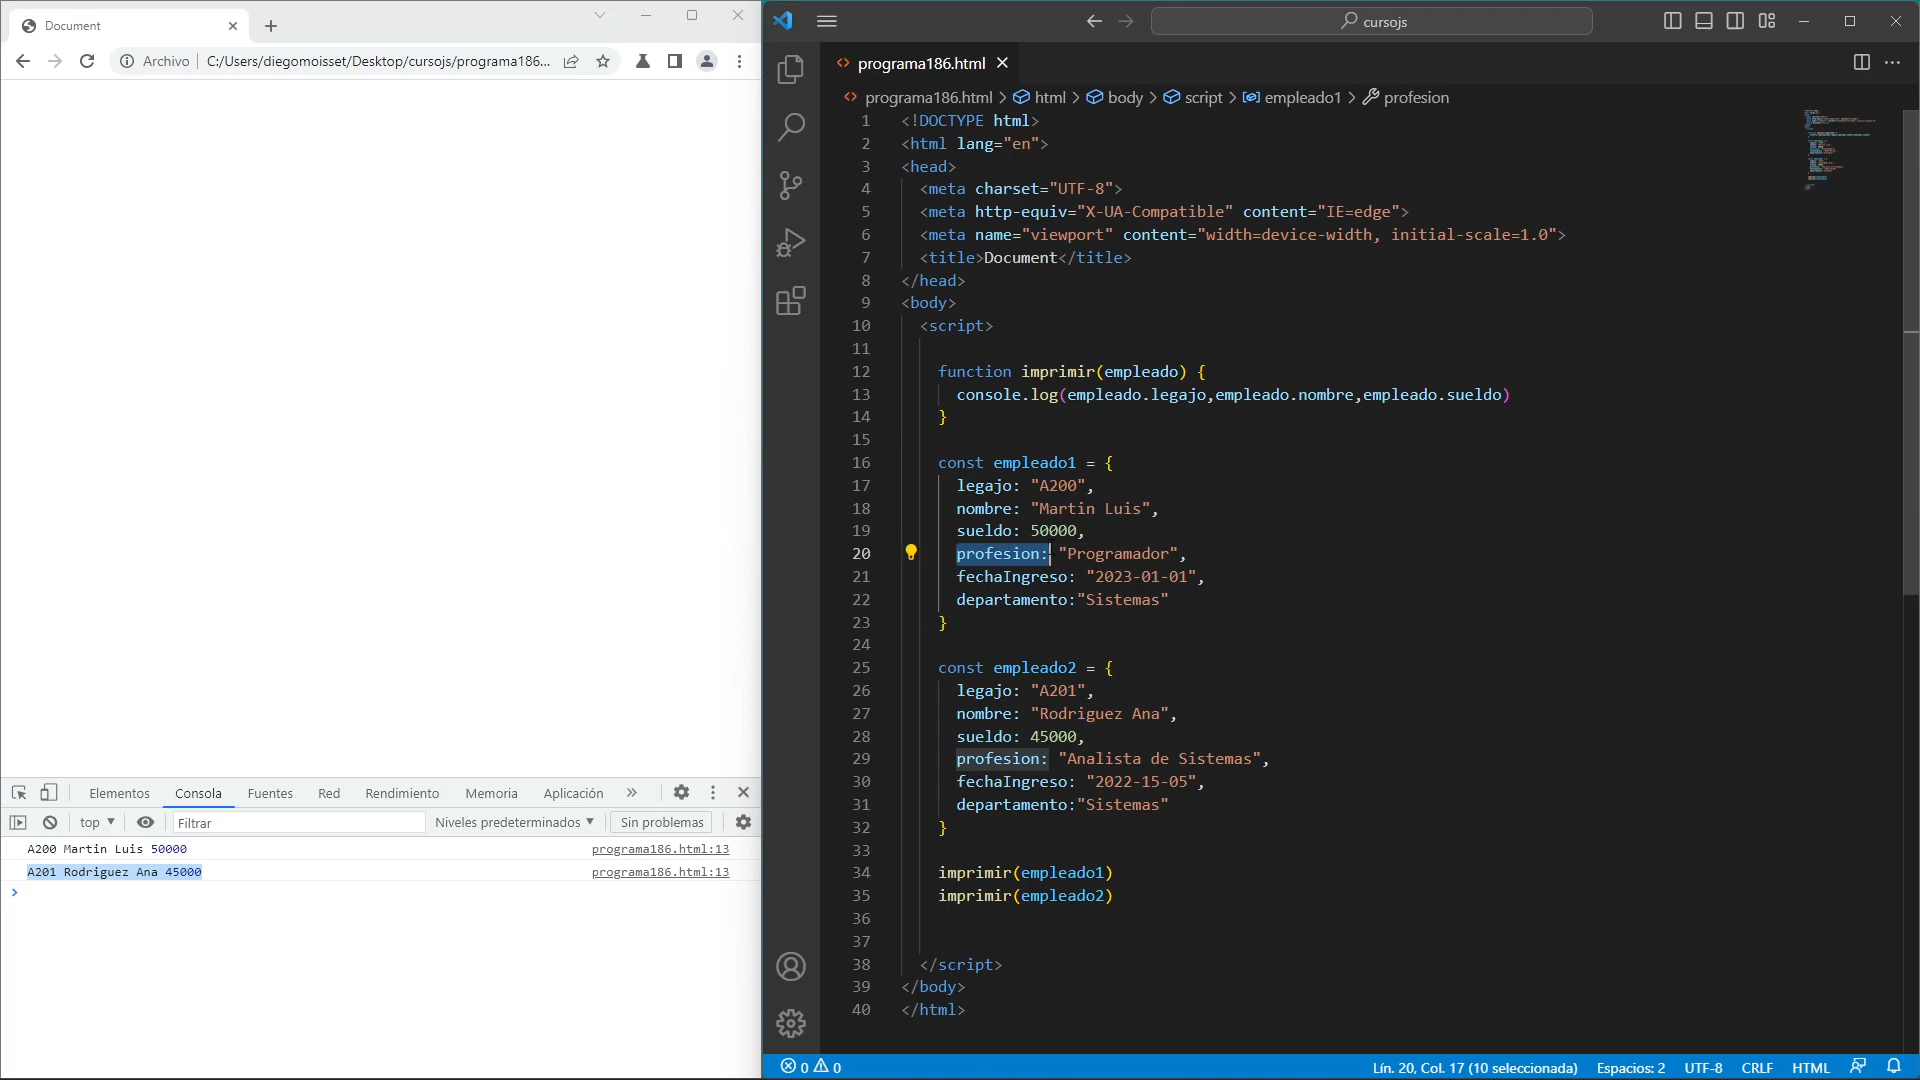 Document
Archivo
C:/Users/diegomoisset/Desktop/cursojs/programa186...
Elementos
Consola
Fuentes
Red
Rendimiento
Memoria
Aplicación
top
Filtrar
Niveles predeterminados
Sin problemas
A200 Martin Luis 50000
programa186.html:13
A201 Rodriguez Ana 45000
programa186.html:13
>
cursojs
programa186.html
programa186.html > html > body > script > empleado1 > profesion
1 <!DOCTYPE html>
2 <html lang="en">
3 <head>
4 <meta charset="UTF-8">
5 <meta http-equiv="X-UA-Compatible" content="IE=edge">
6 <meta name="viewport" content="width=device-width, initial-scale=1.0">
7 <title>Document</title>
8 </head>
9 <body>
10 <script>
11
12 function imprimir(empleado) {
13 console.log(empleado.legajo,empleado.nombre,empleado.sueldo)
14 }
15
16 const empleado1 = {
17 legajo: "A200",
18 nombre: "Martin Luis",
19 sueldo: 50000,
20 profesion: "Programador",
21 fechaIngreso: "2023-01-01",
22 departamento:"Sistemas"
23 }
24
25 const empleado2 = {
26 legajo: "A201",
27 nombre: "Rodriguez Ana",
28 sueldo: 45000,
29 profesion: "Analista de Sistemas",
30 fechaIngreso: "2022-15-05",
31 departamento:"Sistemas"
32 }
33
34 imprimir(empleado1)
35 imprimir(empleado2)
36
37
38 </script>
39 </body>
40 </html>
0 0
Lín. 20, Col. 17 (10 seleccionada)
Espacios: 2
UTF-8
CRLF
HTML